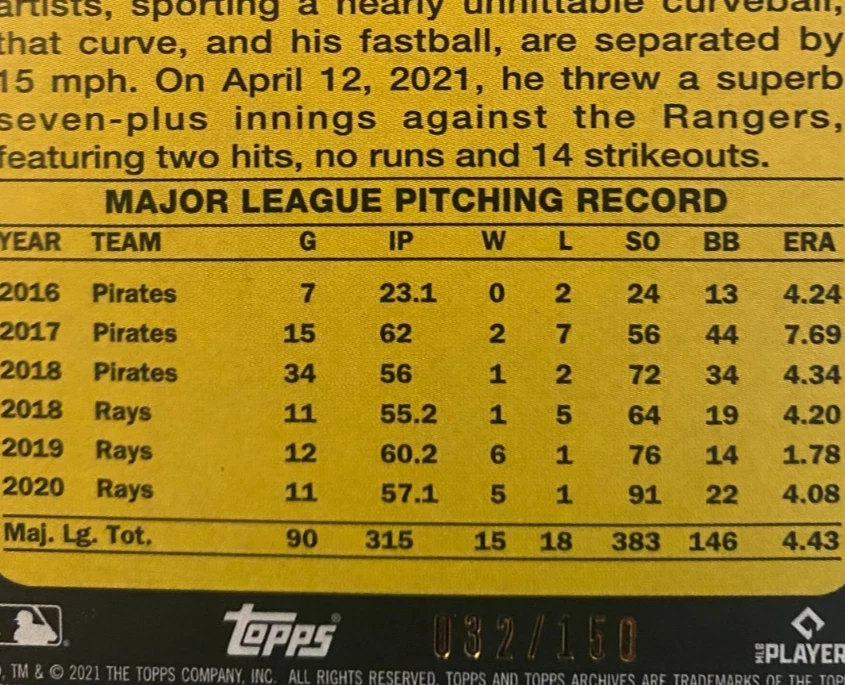 artists, sporting a nearly unhittable curveball,
that curve, and his fastball, are separated by
15 mph. On April 12, 2021, he threw a superb
seven-plus innings against the Rangers,
featuring two hits, no runs and 14 strikeouts.
MAJOR LEAGUE PITCHING RECORD
YEAR TEAM G IP W L SO BB ERA
2016 Pirates 7 23.1 0 2 24 13 4.24
2017 Pirates 15 62 2 7 56 44 7.69
2018 Pirates 34 56 1 2 72 34 4.34
2018 Rays 11 55.2 1 5 64 19 4.20
2019 Rays 12 60.2 6 1 76 14 1.78
2020 Rays 11 57.1 5 1 91 22 4.08
Maj. Lg. Tot. 90 315 15 18 383 146 4.43
topps® 032/150 MLB PLAYER
, TM & © 2021 THE TOPPS COMPANY, INC. ALL RIGHTS RESERVED. TOPPS AND TOPPS ARCHIVES ARE TRADEMARKS OF THE TOP